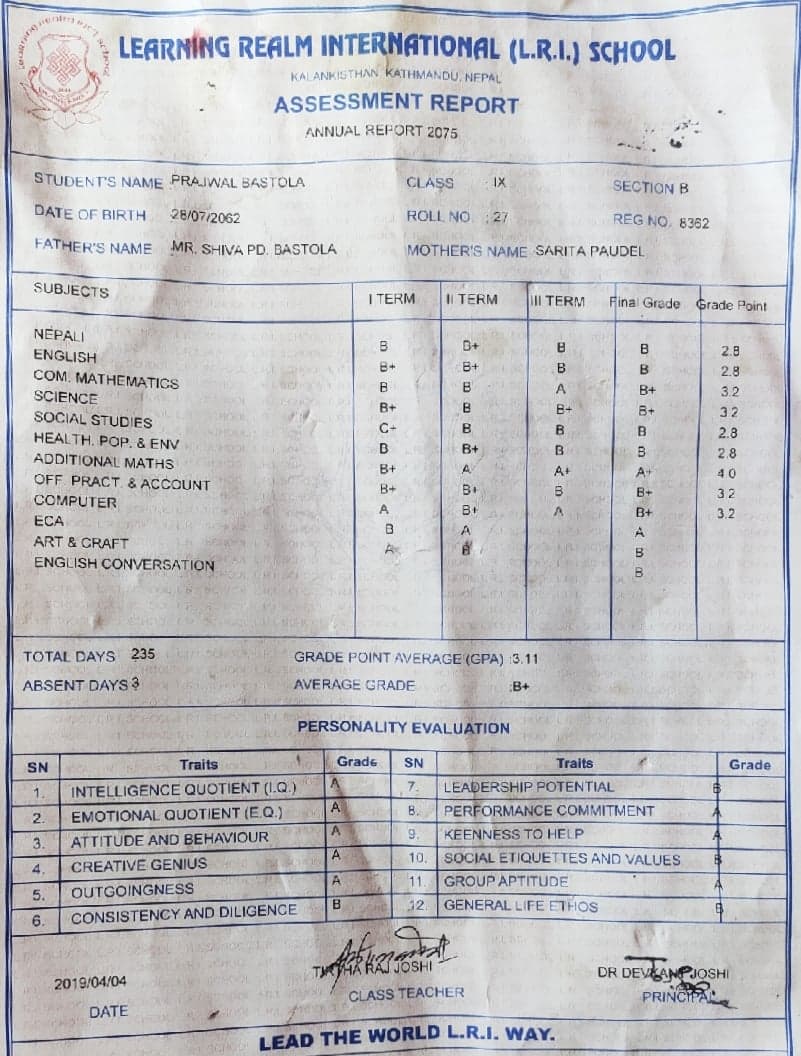 LEARNING REALM INTERNATIONAL (L.R.I.) SCHOOL
KALANKISTHAN, KATHMANDU, NEPAL
ASSESSMENT REPORT
ANNUAL REPORT 2075
STUDENT'S NAME PRAJWAL BASTOLA CLASS : IX SECTION B
DATE OF BIRTH 28/07/2062 ROLL NO. : 27 REG NO. 8362
FATHER'S NAME MR. SHIVA PD. BASTOLA MOTHER'S NAME SARITA PAUDEL
SUBJECTS I TERM II TERM III TERM Final Grade Grade Point
NEPALI B B+ B B 2.8
ENGLISH B+ B+ B B 2.8
COM. MATHEMATICS B B A B+ 3.2
SCIENCE B+ B B+ B+ 3.2
SOCIAL STUDIES C+ B B B 2.8
HEALTH. POP. & ENV B B+ B B 2.8
ADDITIONAL MATHS B+ A A+ A+ 4.0
OFF. PRACT. & ACCOUNT B+ B+ B B+ 3.2
COMPUTER A B+ A B+ 3.2
ECA B A A
ART & CRAFT A B B
ENGLISH CONVERSATION B
TOTAL DAYS 235 GRADE POINT AVERAGE (GPA) :3.11
ABSENT DAYS 3 AVERAGE GRADE :B+
PERSONALITY EVALUATION
SN Traits Grade SN Traits Grade
1. INTELLIGENCE QUOTIENT (I.Q.) A 7. LEADERSHIP POTENTIAL B
2. EMOTIONAL QUOTIENT (E.Q.) A 8. PERFORMANCE COMMITMENT A
3. ATTITUDE AND BEHAVIOUR A 9. KEENNESS TO HELP A
4. CREATIVE GENIUS A 10. SOCIAL ETIQUETTES AND VALUES B
5. OUTGOINGNESS A 11. GROUP APTITUDE A
6. CONSISTENCY AND DILIGENCE B 12. GENERAL LIFE ETHOS B
TIRTHA RAJ JOSHI DR DEVKANT JOSHI
2019/04/04 CLASS TEACHER PRINCIPAL
DATE
LEAD THE WORLD L.R.I. WAY.